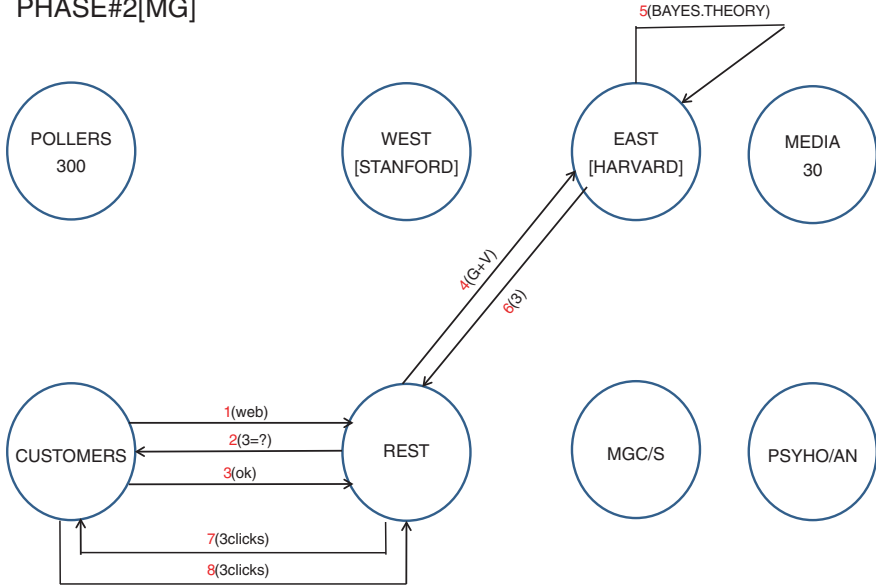 PHASE#2[MG]
5(BAYES.THEORY)
POLLERS
300
WEST
[STANFORD]
EAST
[HARVARD]
MEDIA
30
4(G+V)
6(3)
1(web)
2(3=?)
3(ok)
CUSTOMERS
REST
MGC/S
PSYHO/AN
7(3clicks)
8(3clicks)